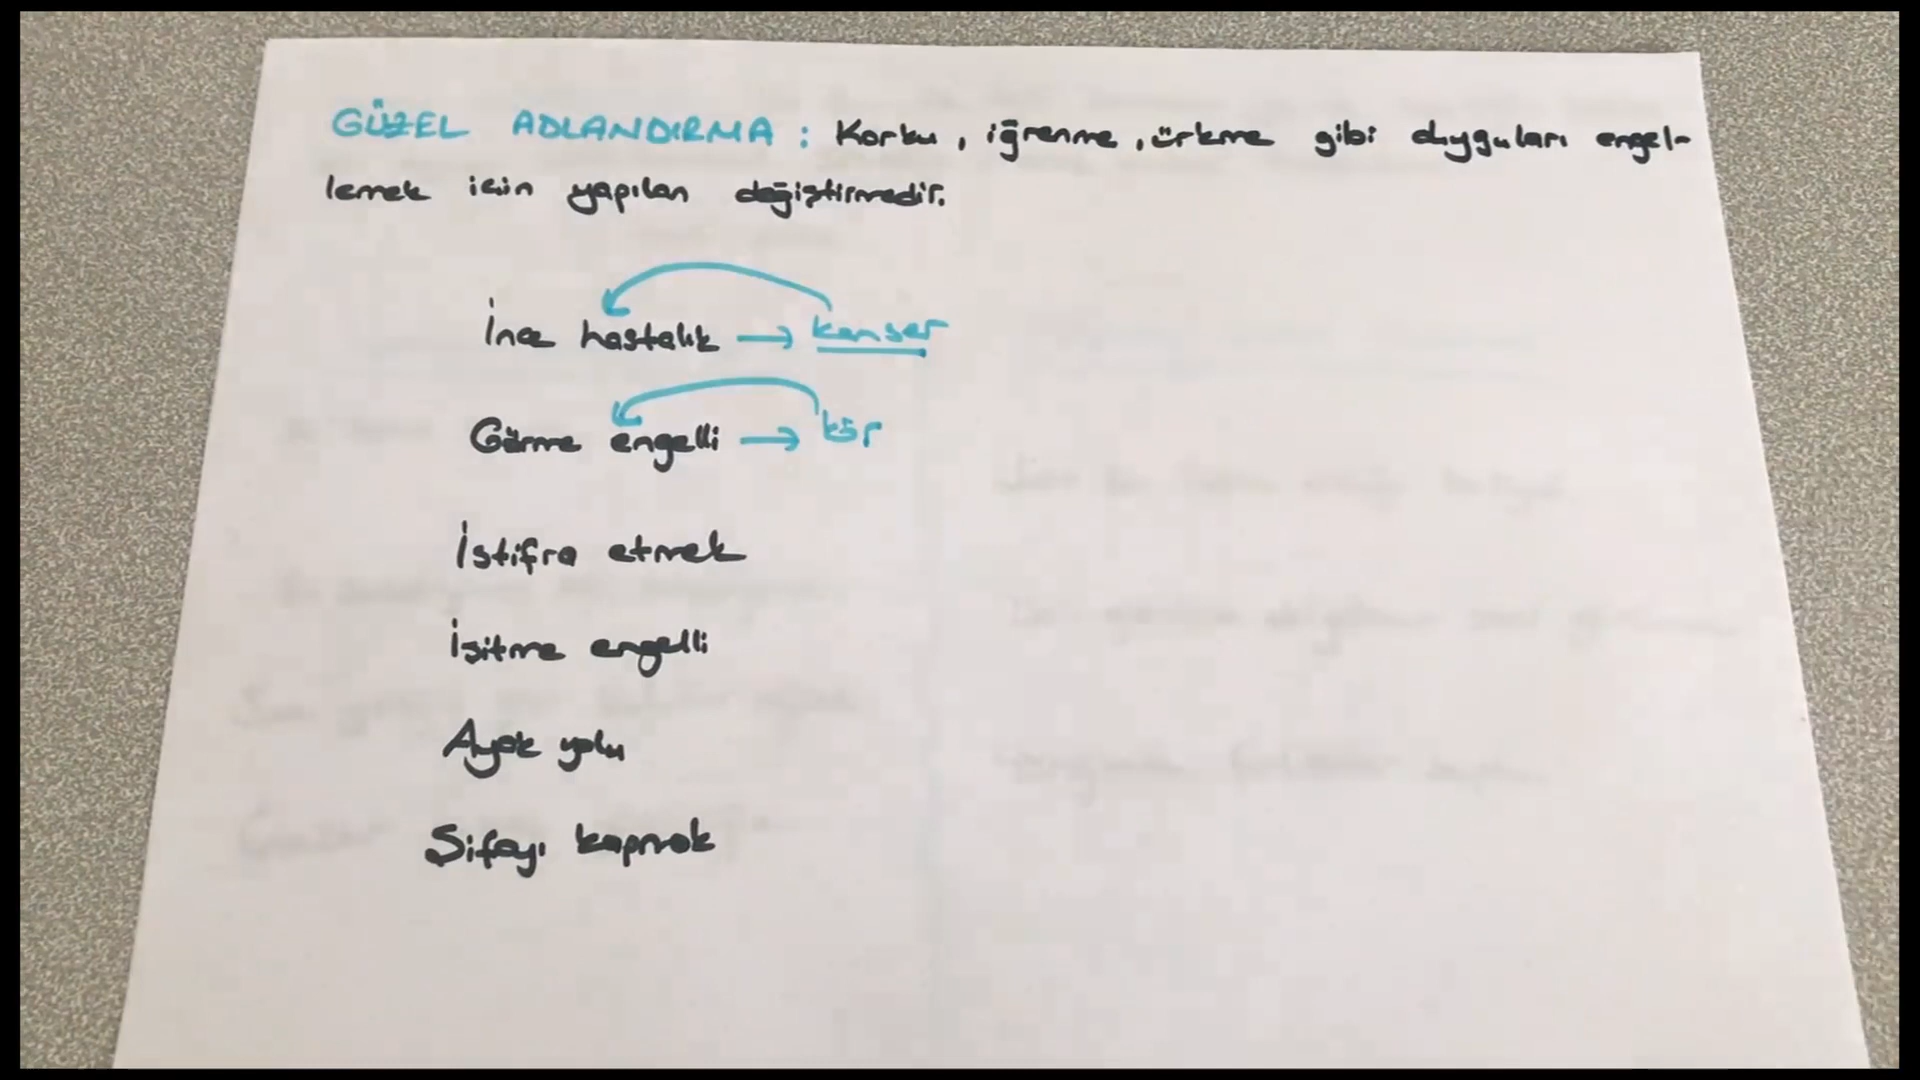 GÜZEL ADLANDIRMA : Korku, iğrenme, ürkme gibi duyguları engel-
lemek için yapılan değiştirmedir.
İnce hastalık → kanser
Görme engelli → kör
İstifra etmek
İşitme engelli
Ayak yolu
Şifayı kapmak